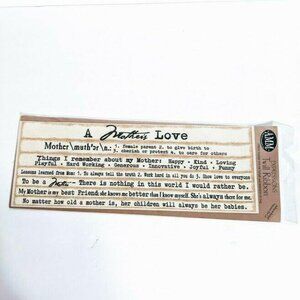 A Mother's Love
Mother \muth'ər\n.: 1. female parent 2. to give birth to
3. cherish or protect 4. to care for others
Things I remember about my Mother: Happy • Kind • Loving
Playful • Hard Working • Generous • Innovative • Joyful • Funny
Lessons learned from Mom: 1. To always tell the truth 2. Work hard in all you do 3. Show love to everyone
To be a Mother - There is nothing in this world I would rather be.
My Mother is my best Friend; She knows me better than I know myself. She's always there for me.
No matter how old a mother is, her children will always be her babies.